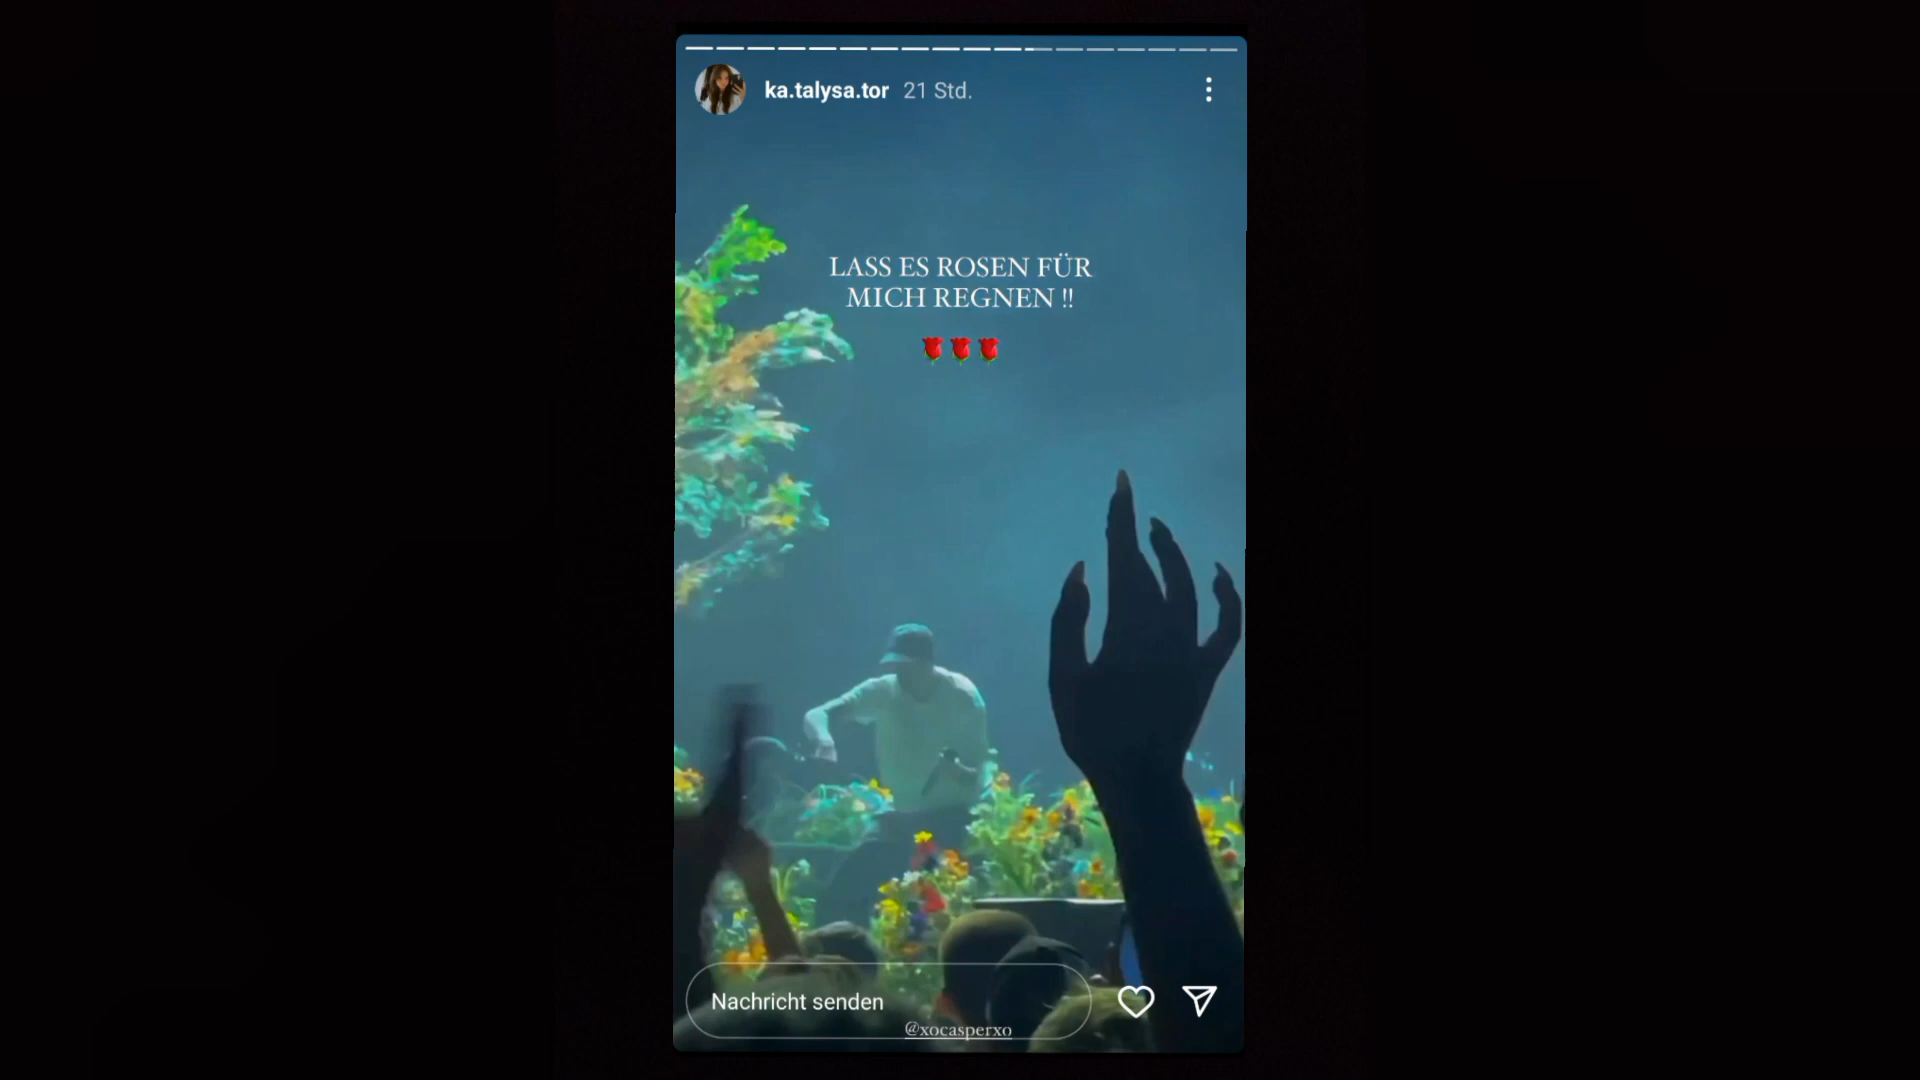 ka.talysa.tor 21 Std.
LASS ES ROSEN FÜR
MICH REGNEN !!
🌹🌹🌹
Nachricht senden
@xocasperxo